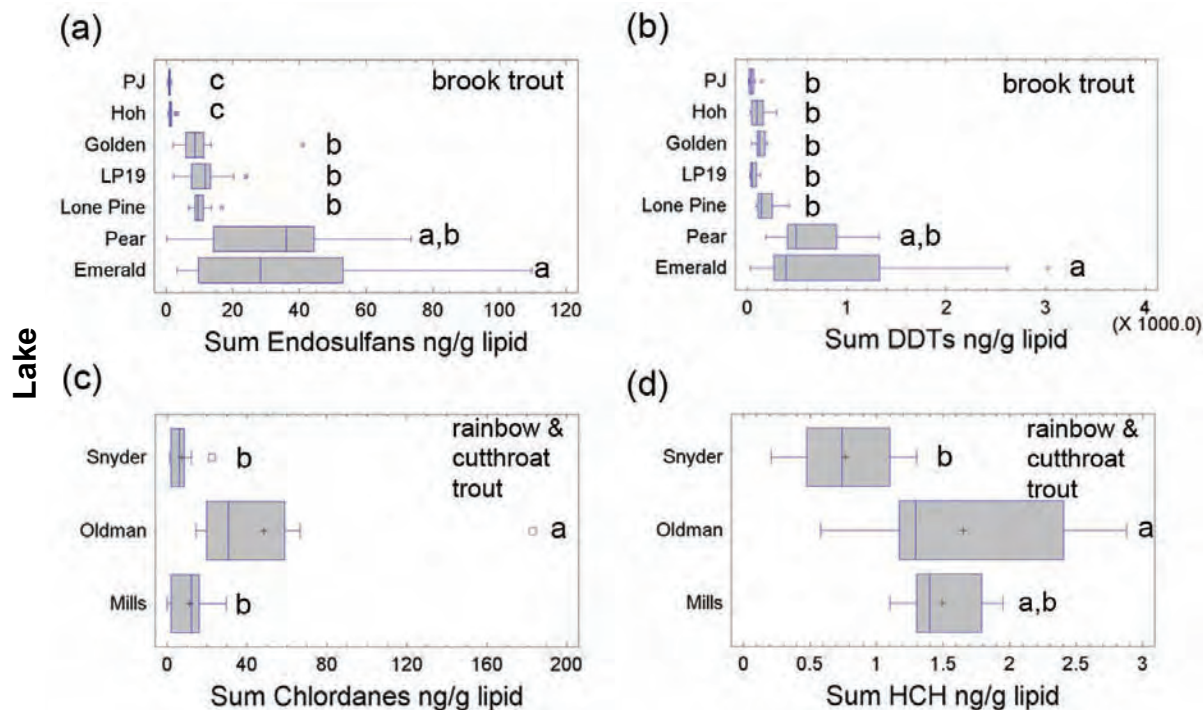 (a)
PJ
Hoh
Golden
LP19
Lone Pine
Pear
Emerald
brook trout
c
c
b
b
b
a,b
a
0 20 40 60 80 100 120
Sum Endosulfans ng/g lipid
(b)
PJ
Hoh
Golden
LP19
Lone Pine
Pear
Emerald
brook trout
b
b
b
b
b
a,b
a
0 1 2 3 4
(X 1000.0)
Sum DDTs ng/g lipid
Lake
(c)
Snyder
Oldman
Mills
rainbow &
cutthroat
trout
b
a
b
0 40 80 120 160 200
Sum Chlordanes ng/g lipid
(d)
Snyder
Oldman
Mills
rainbow &
cutthroat
trout
b
a
a,b
0 0.5 1 1.5 2 2.5 3
Sum HCH ng/g lipid